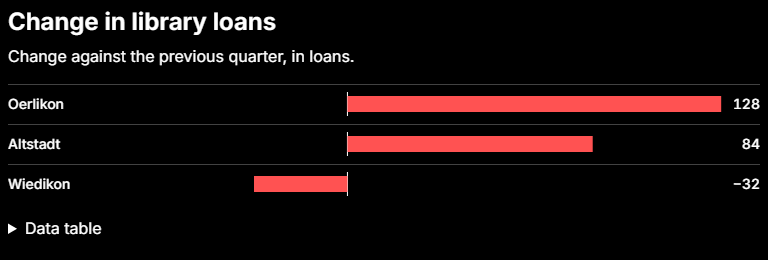 Change in library loans
Change against the previous quarter, in loans.
Oerlikon 128
Altstadt 84
Wiedikon −32
Data table